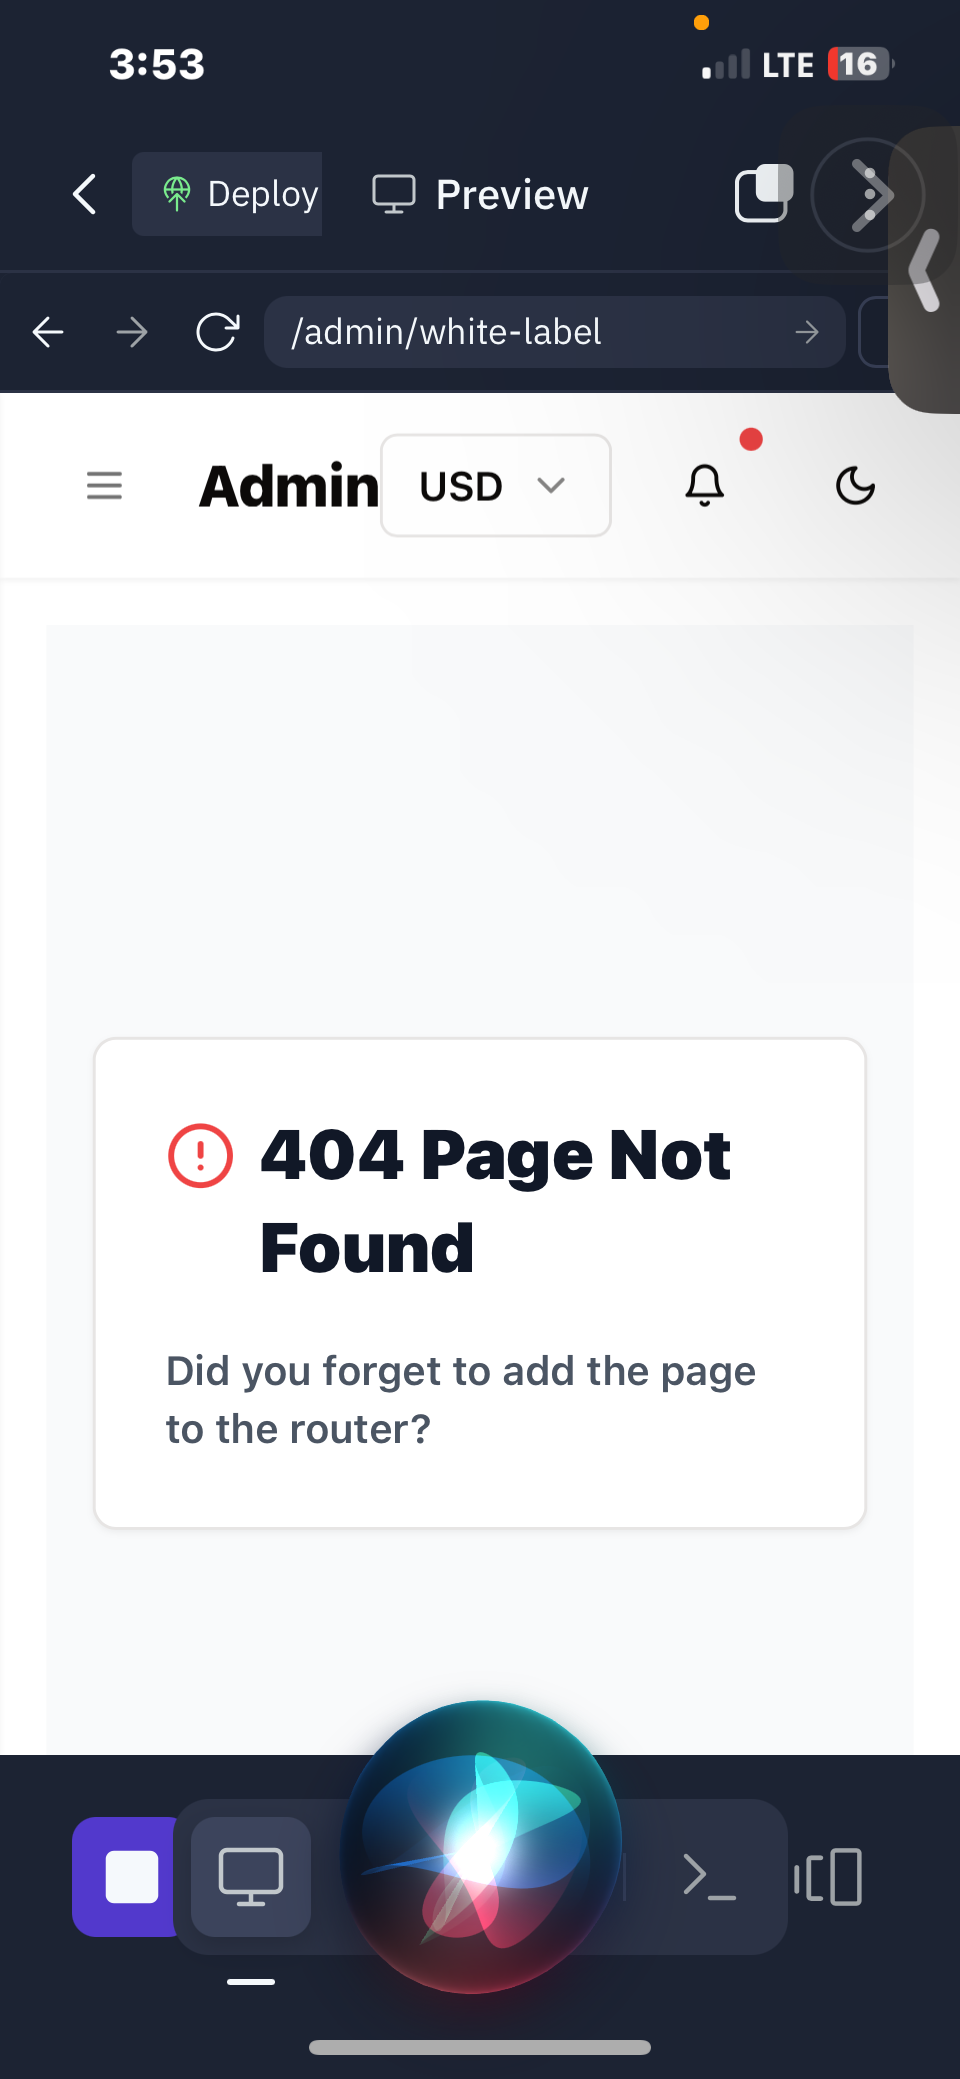 3:53
LTE 16
Deploy
Preview
/admin/white-label
Admin
USD
404 Page Not
Found
Did you forget to add the page
to the router?